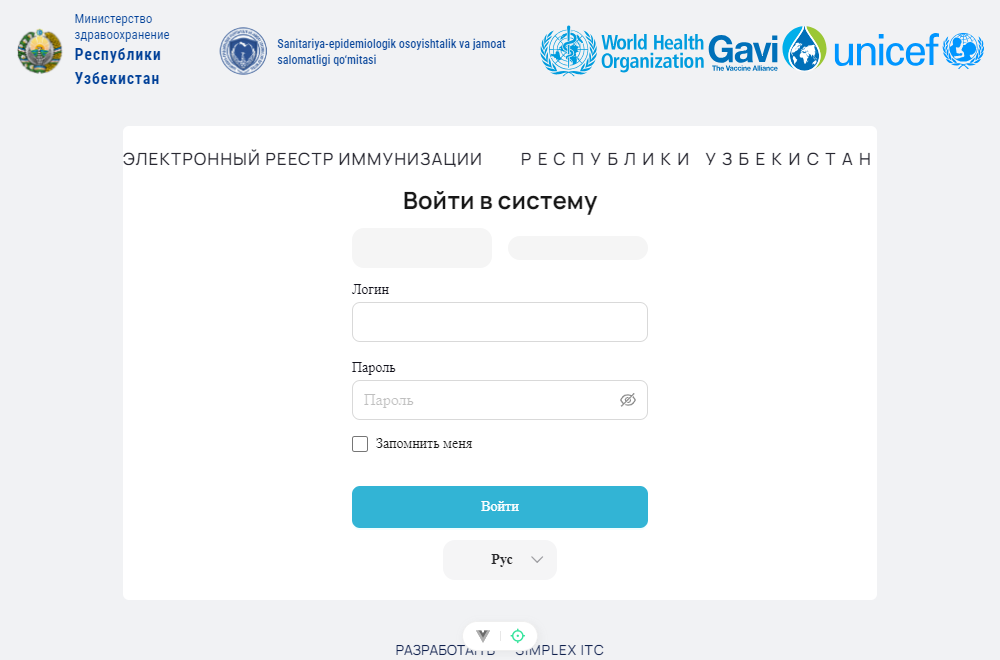 Министерство
здравоохранение
Республики
Узбекистан
Sanitariya-epidemiologik osoyishtalik va jamoat
salomatligi qo'mitasi
World Health
Organization
Gavi
The Vaccine Alliance
unicef
ЭЛЕКТРОННЫЙ РЕЕСТР ИММУНИЗАЦИИ РЕСПУБЛИКИ УЗБЕКИСТАН
Войти в систему
Логин
Пароль
Пароль
Запомнить меня
Войти
Рус
SIMPLEX ITC